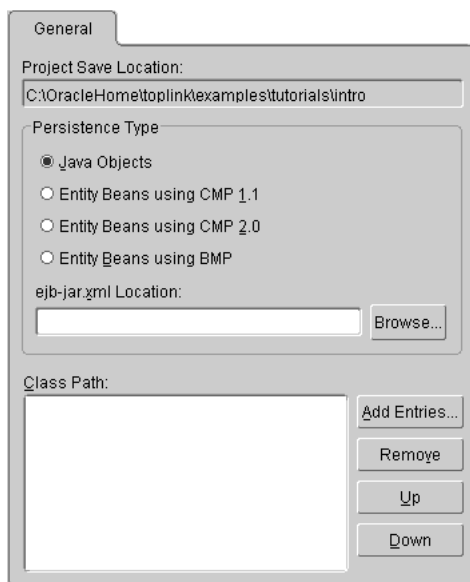 General
Project Save Location:
C:\OracleHome\toplink\examples\tutorials\intro
Persistence Type
Java Objects
Entity Beans using CMP 1.1
Entity Beans using CMP 2.0
Entity Beans using BMP
ejb-jar.xml Location:
Browse...
Class Path:
Add Entries...
Remove
Up
Down